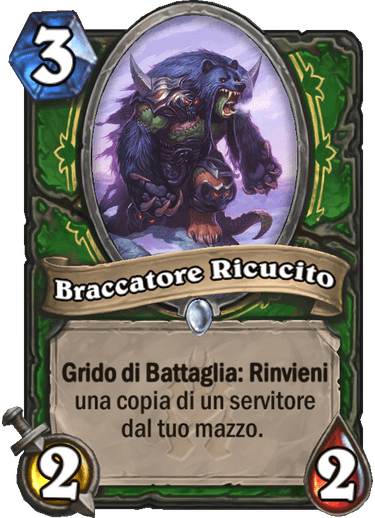 3
Braccatore Ricucito
Grido di Battaglia: Rinvieni
una copia di un servitore
dal tuo mazzo.
2
2